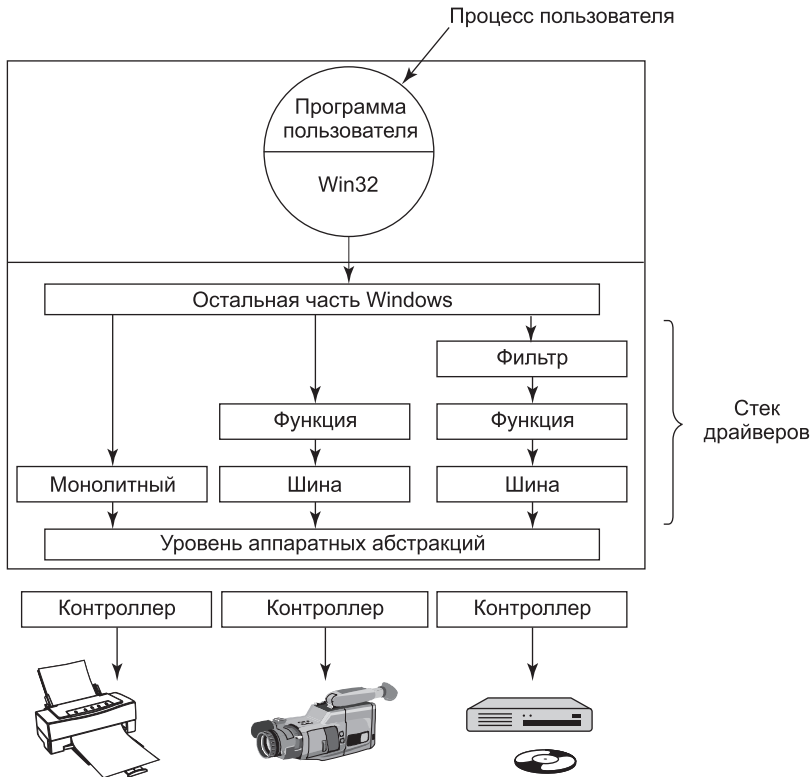 Процесс пользователя
Программа
пользователя
Win32
Остальная часть Windows
Фильтр
Функция
Функция
Стек
драйверов
Монолитный
Шина
Шина
Уровень аппаратных абстракций
Контроллер
Контроллер
Контроллер